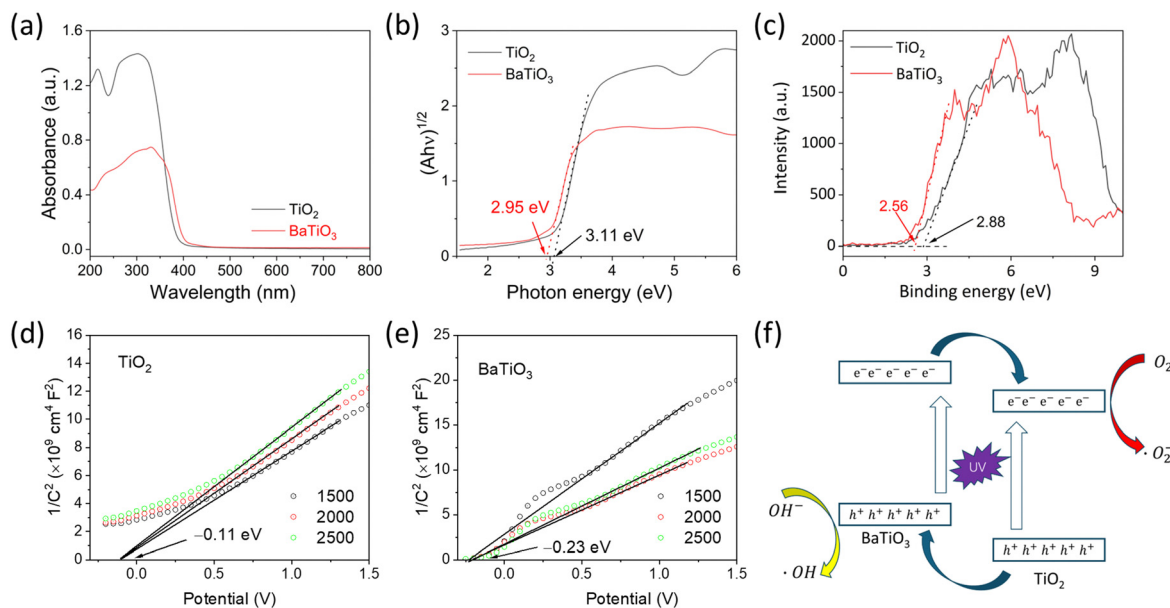 (a)
1.6
1.2
0.8
0.4
0.0
Absorbance (a.u.)
TiO₂
BaTiO₃
200 300 400 500 600 700 800
Wavelength (nm)
(b)
4
3
2
1
0
(Ahν)^1/2
TiO₂
BaTiO₃
2.95 eV
3.11 eV
2 3 4 5 6
Photon energy (eV)
(c)
2000
1500
1000
500
0
Intensity (a.u.)
TiO₂
BaTiO₃
2.56
2.88
0 3 6 9
Binding energy (eV)
(d)
16
14
12
10
8
6
4
2
0
1/C² (×10⁹ cm⁴ F²)
TiO₂
1500
2000
2500
−0.11 eV
0.0 0.5 1.0 1.5
Potential (V)
(e)
25
20
15
10
5
0
1/C² (×10⁹ cm⁴ F²)
BaTiO₃
1500
2000
2500
−0.23 eV
0.0 0.5 1.0 1.5
Potential (V)
(f)
e⁻e⁻ e⁻ e⁻ e⁻
e⁻e⁻ e⁻ e⁻ e⁻
O₂
· O₂⁻
UV
OH⁻
· OH
h⁺ h⁺ h⁺ h⁺ h⁺
BaTiO₃
h⁺ h⁺ h⁺ h⁺ h⁺
TiO₂